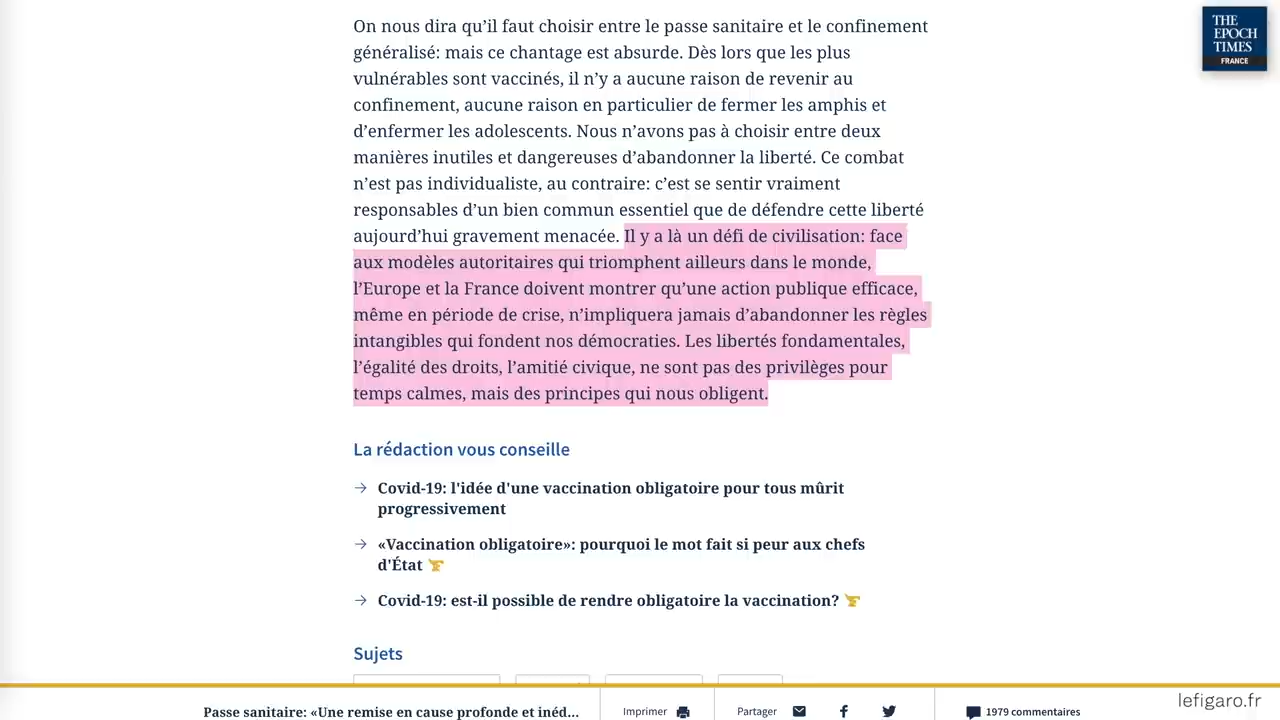 On nous dira qu’il faut choisir entre le passe sanitaire et le confinement
généralisé: mais ce chantage est absurde. Dès lors que les plus
vulnérables sont vaccinés, il n’y a aucune raison de revenir au
confinement, aucune raison en particulier de fermer les amphis et
d’enfermer les adolescents. Nous n’avons pas à choisir entre deux
manières inutiles et dangereuses d’abandonner la liberté. Ce combat
n’est pas individualiste, au contraire: c’est se sentir vraiment
responsables d’un bien commun essentiel que de défendre cette liberté
aujourd’hui gravement menacée. Il y a là un défi de civilisation: face
aux modèles autoritaires qui triomphent ailleurs dans le monde,
l’Europe et la France doivent montrer qu’une action publique efficace,
même en période de crise, n’impliquera jamais d’abandonner les règles
intangibles qui fondent nos démocraties. Les libertés fondamentales,
l’égalité des droits, l’amitié civique, ne sont pas des privilèges pour
temps calmes, mais des principes qui nous obligent.
La rédaction vous conseille
Covid-19: l'idée d'une vaccination obligatoire pour tous mûrit
progressivement
«Vaccination obligatoire»: pourquoi le mot fait si peur aux chefs
d'État
Covid-19: est-il possible de rendre obligatoire la vaccination?
Sujets
Passe sanitaire: «Une remise en cause profonde et inéd...
Imprimer
Partager
1979 commentaires
lefigaro.fr
THE
EPOCH
TIMES
FRANCE